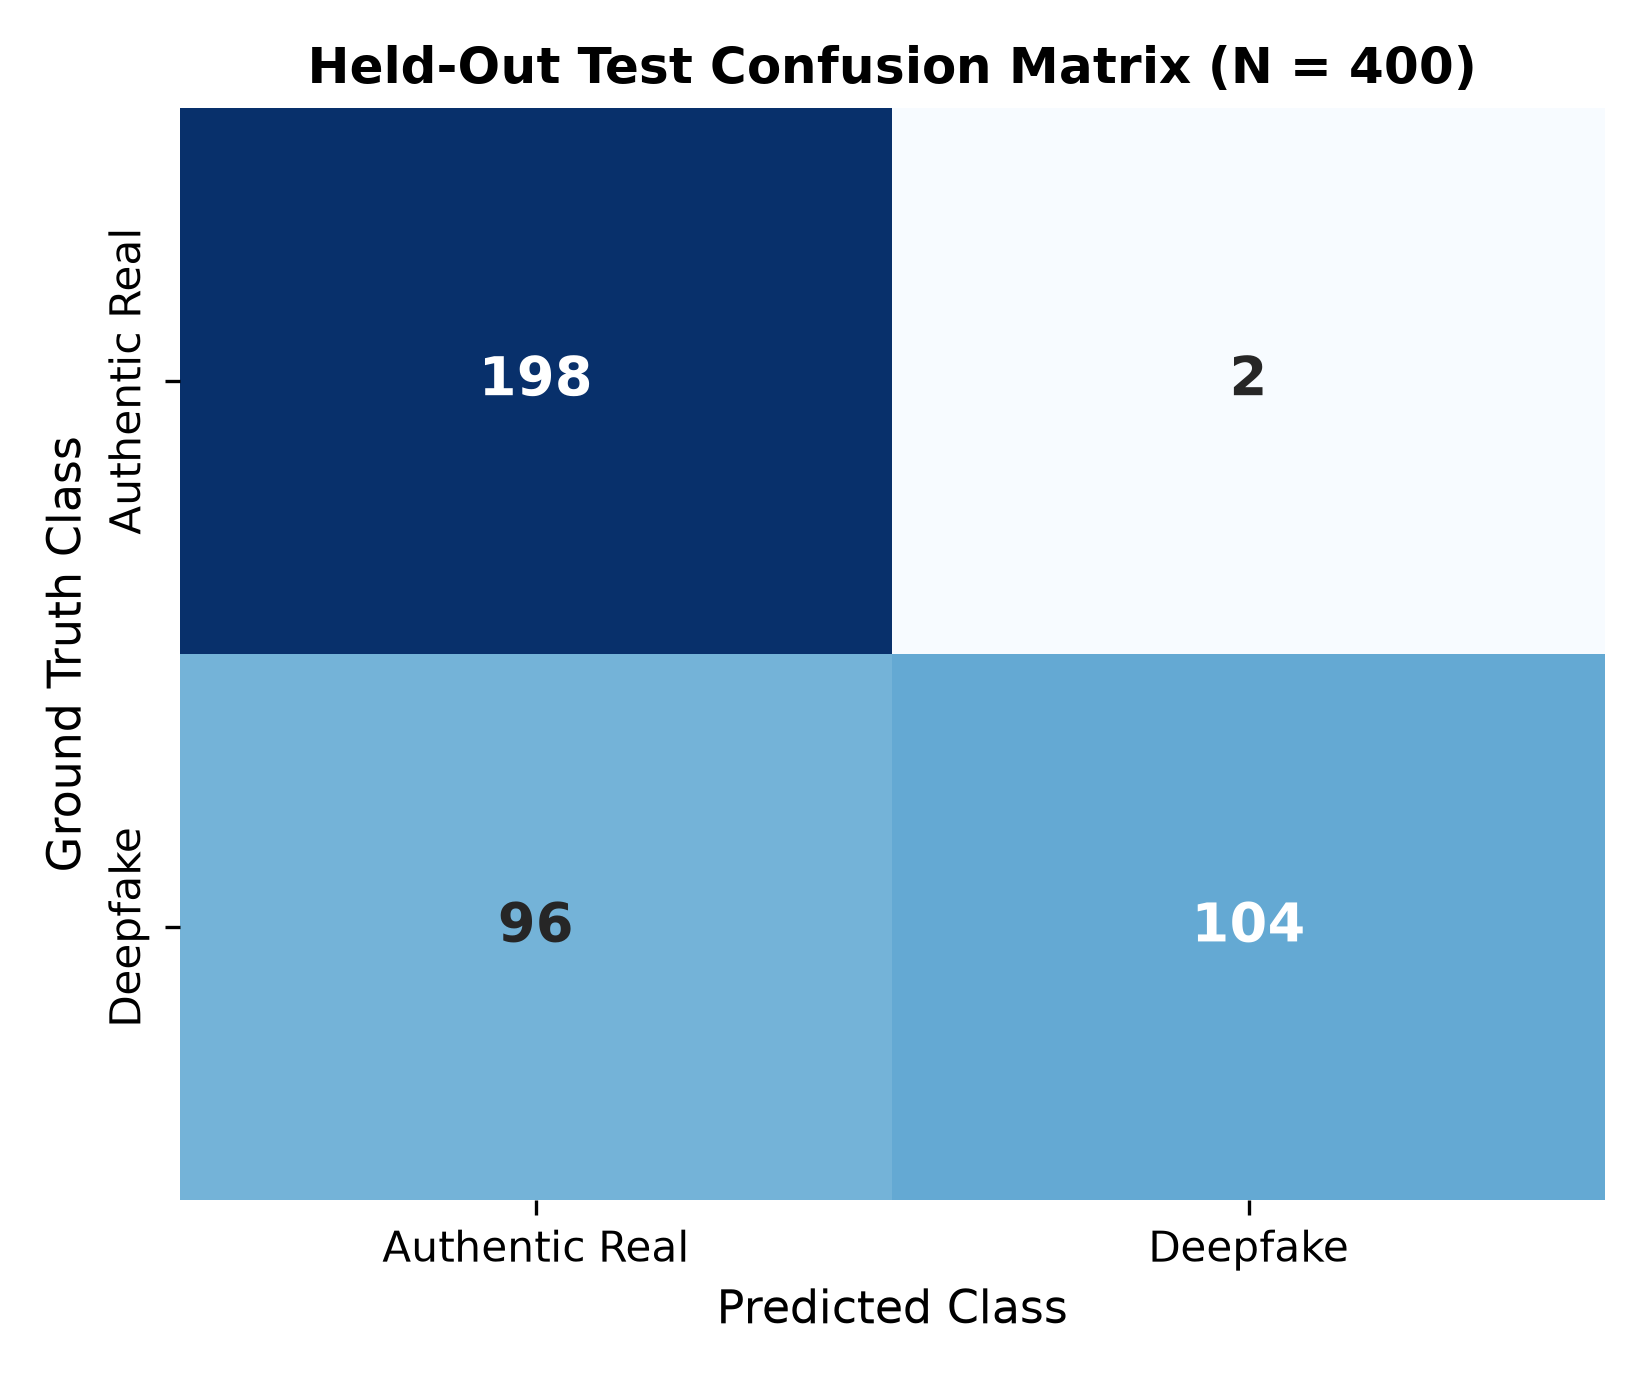 Held-Out Test Confusion Matrix (N = 400)
Ground Truth Class
Authentic Real
198
2
Deepfake
96
104
Authentic Real
Deepfake
Predicted Class